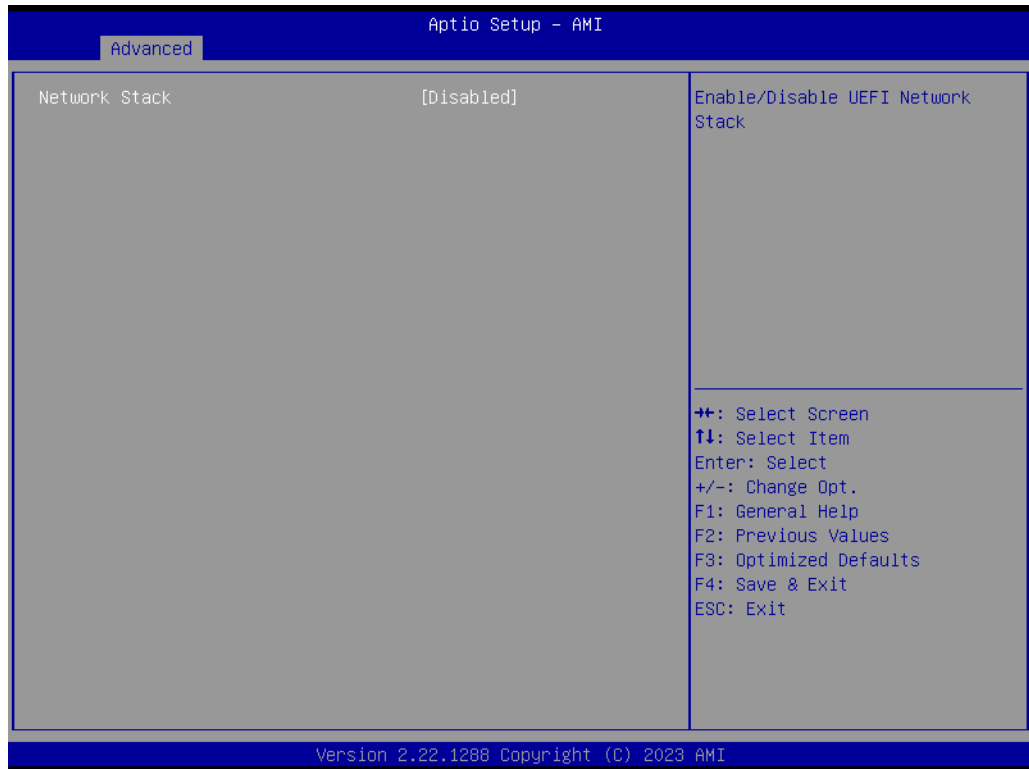 Aptio Setup – AMI
Advanced
Network Stack [Disabled]
Enable/Disable UEFI Network
Stack
→←: Select Screen
↑↓: Select Item
Enter: Select
+/-: Change Opt.
F1: General Help
F2: Previous Values
F3: Optimized Defaults
F4: Save & Exit
ESC: Exit
Version 2.22.1288 Copyright (C) 2023 AMI